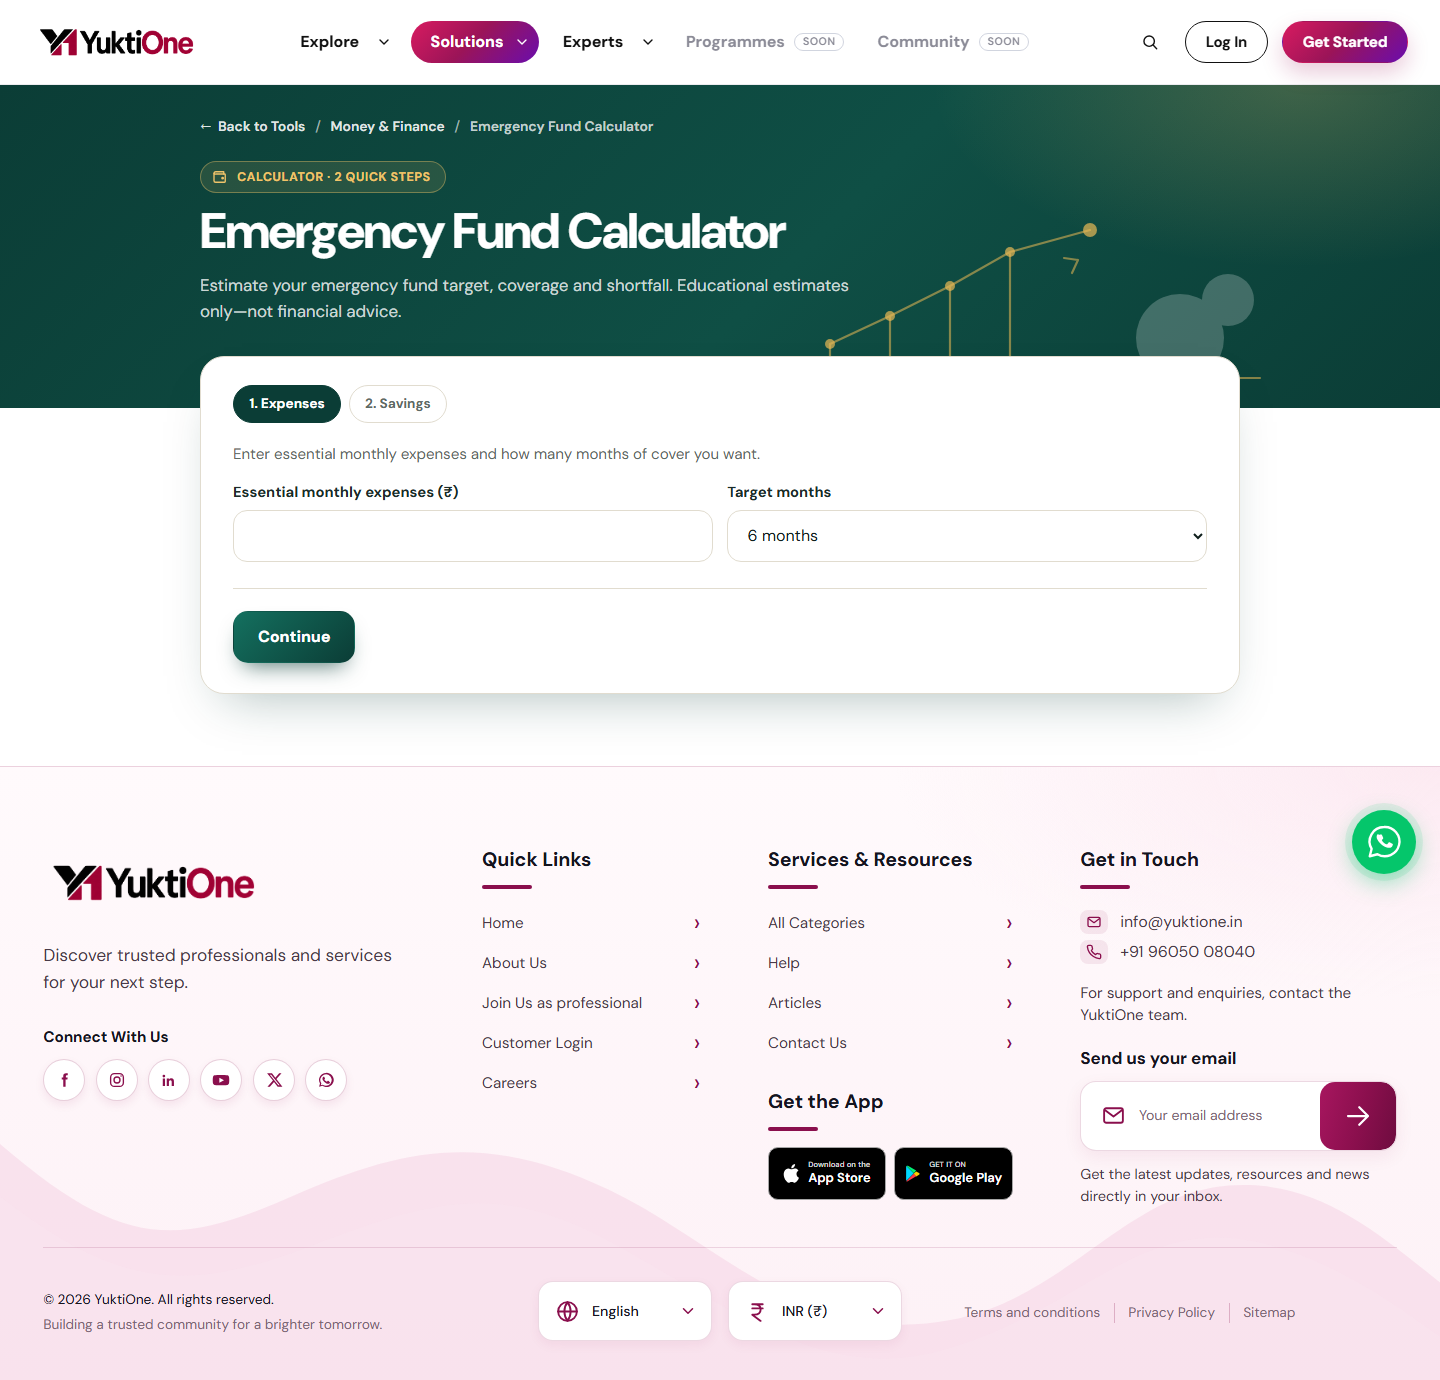 YuktiOne
Explore
Solutions
Experts
Programmes SOON
Community SOON
Log In
Get Started
← Back to Tools / Money & Finance / Emergency Fund Calculator
CALCULATOR · 2 QUICK STEPS
Emergency Fund Calculator
Estimate your emergency fund target, coverage and shortfall. Educational estimates
only—not financial advice.
1. Expenses
2. Savings
Enter essential monthly expenses and how many months of cover you want.
Essential monthly expenses (₹)
Target months
6 months
Continue
YuktiOne
Discover trusted professionals and services
for your next step.
Connect With Us
Quick Links
Home
About Us
Join Us as professional
Customer Login
Careers
Services & Resources
All Categories
Help
Articles
Contact Us
Get the App
Download on the
App Store
GET IT ON
Google Play
Get in Touch
info@yuktione.in
+91 96050 08040
For support and enquiries, contact the
YuktiOne team.
Send us your email
Your email address
Get the latest updates, resources and news
directly in your inbox.
© 2026 YuktiOne. All rights reserved.
Building a trusted community for a brighter tomorrow.
English
₹ INR (₹)
Terms and conditions
Privacy Policy
Sitemap